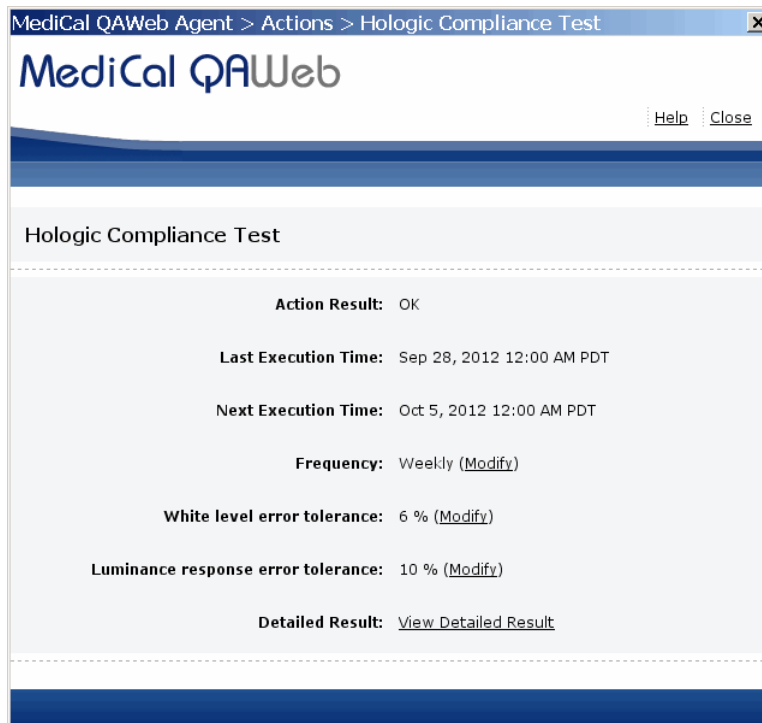 MediCal QAWeb Agent > Actions > Hologic Compliance Test
MediCal QAWeb
Help Close
Hologic Compliance Test
Action Result: OK
Last Execution Time: Sep 28, 2012 12:00 AM PDT
Next Execution Time: Oct 5, 2012 12:00 AM PDT
Frequency: Weekly (Modify)
White level error tolerance: 6 % (Modify)
Luminance response error tolerance: 10 % (Modify)
Detailed Result: View Detailed Result